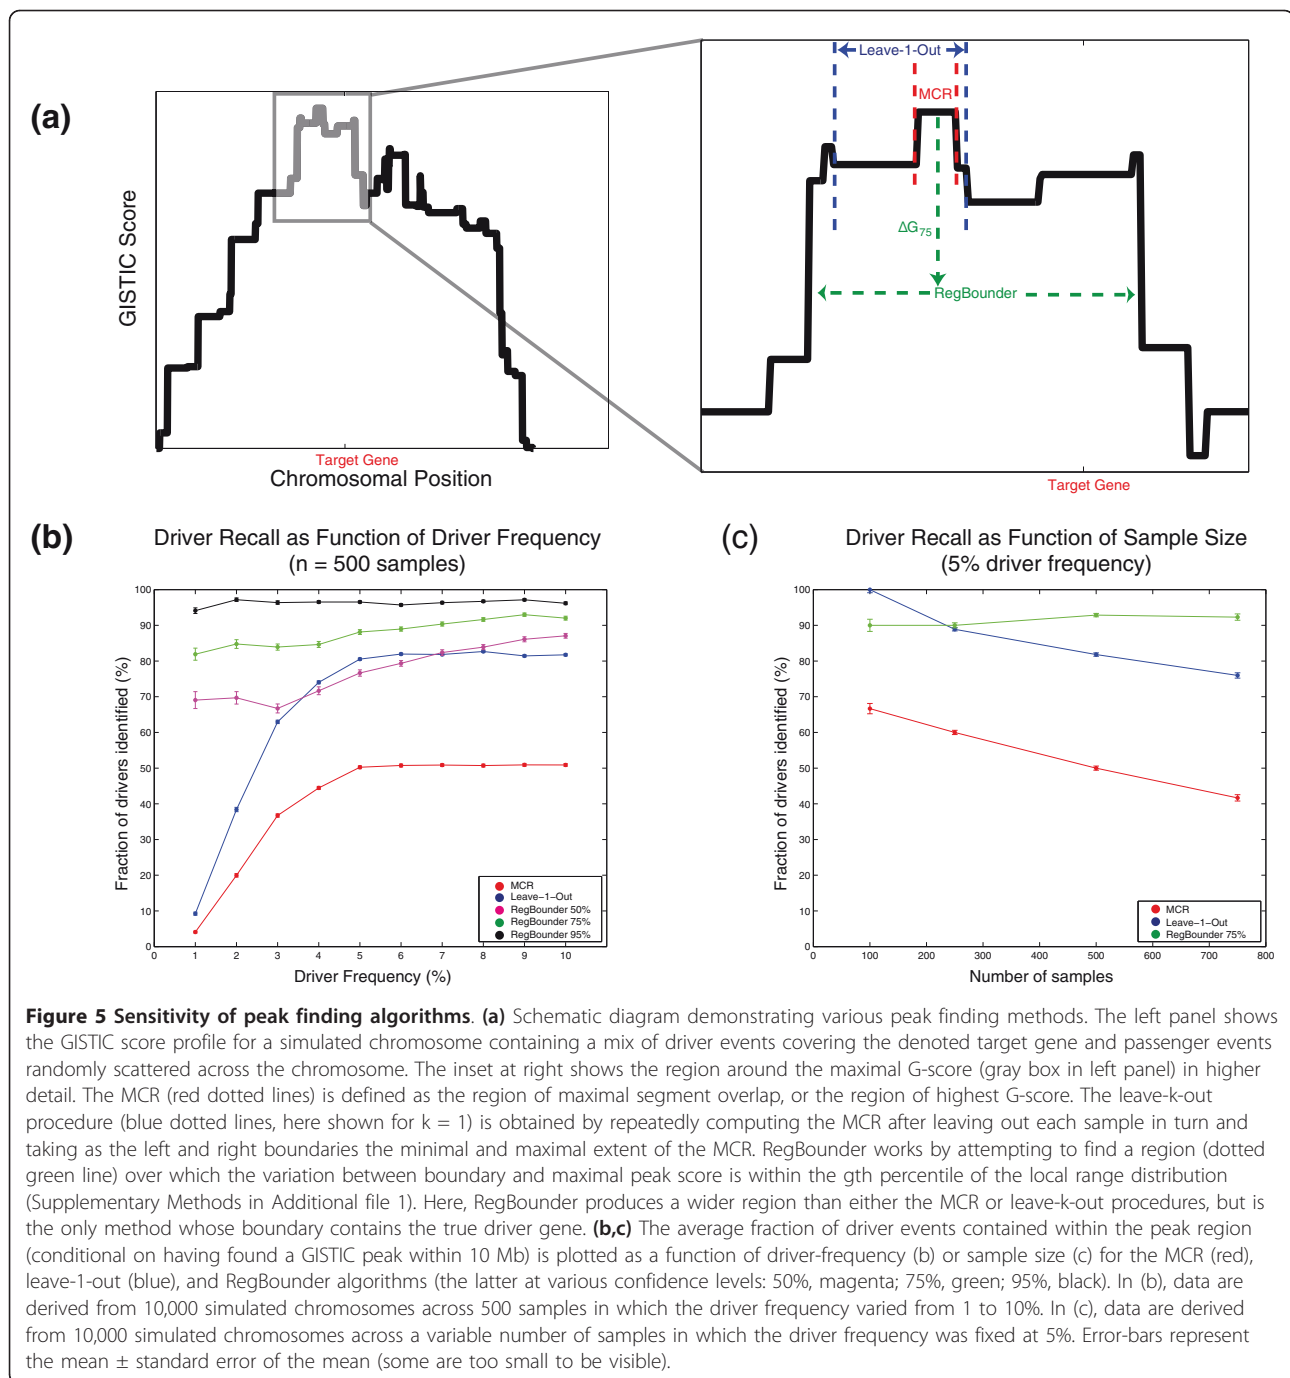 (a)
GISTIC Score
Target Gene
Chromosomal Position
Leave-1-Out
MCR
ΔG75
RegBounder
Target Gene
(b)
Driver Recall as Function of Driver Frequency
(n = 500 samples)
Fraction of drivers identified (%)
100
90
80
70
60
50
40
30
20
10
0
0 1 2 3 4 5 6 7 8 9 10 11
Driver Frequency (%)
MCR
Leave-1-Out
RegBounder 50%
RegBounder 75%
RegBounder 95%
(c)
Driver Recall as Function of Sample Size
(5% driver frequency)
Fraction of drivers identified (%)
100
90
80
70
60
50
40
30
20
10
0
0 100 200 300 400 500 600 700 800
Number of samples
MCR
Leave-1-Out
RegBounder 75%
Figure 5 Sensitivity of peak finding algorithms. (a) Schematic diagram demonstrating various peak finding methods. The left panel shows
the GISTIC score profile for a simulated chromosome containing a mix of driver events covering the denoted target gene and passenger events
randomly scattered across the chromosome. The inset at right shows the region around the maximal G-score (gray box in left panel) in higher
detail. The MCR (red dotted lines) is defined as the region of maximal segment overlap, or the region of highest G-score. The leave-k-out
procedure (blue dotted lines, here shown for k = 1) is obtained by repeatedly computing the MCR after leaving out each sample in turn and
taking as the left and right boundaries the minimal and maximal extent of the MCR. RegBounder works by attempting to find a region (dotted
green line) over which the variation between boundary and maximal peak score is within the gth percentile of the local range distribution
(Supplementary Methods in Additional file 1). Here, RegBounder produces a wider region than either the MCR or leave-k-out procedures, but is
the only method whose boundary contains the true driver gene. (b,c) The average fraction of driver events contained within the peak region
(conditional on having found a GISTIC peak within 10 Mb) is plotted as a function of driver-frequency (b) or sample size (c) for the MCR (red),
leave-1-out (blue), and RegBounder algorithms (the latter at various confidence levels: 50%, magenta; 75%, green; 95%, black). In (b), data are
derived from 10,000 simulated chromosomes across 500 samples in which the driver frequency varied from 1 to 10%. In (c), data are derived
from 10,000 simulated chromosomes across a variable number of samples in which the driver frequency was fixed at 5%. Error-bars represent
the mean ± standard error of the mean (some are too small to be visible).